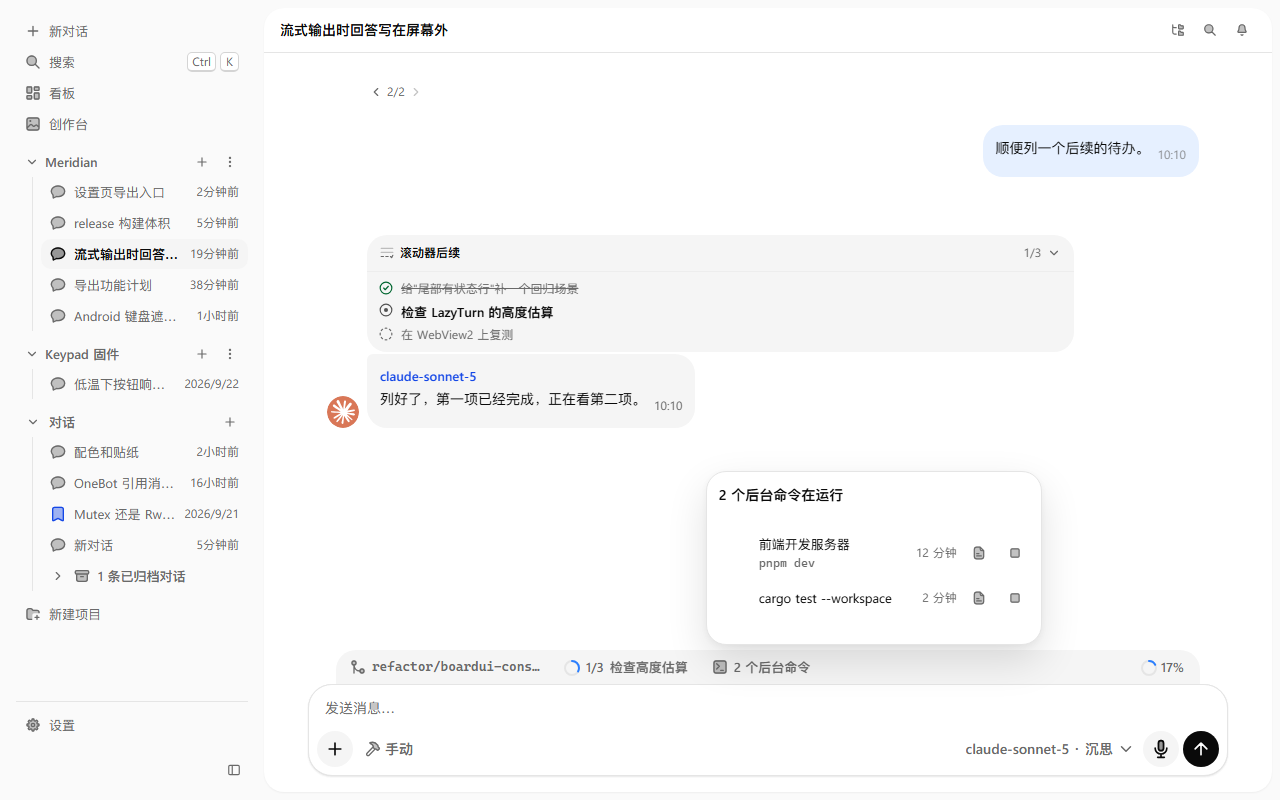 新对话
搜索 Ctrl K
看板
创作台
Meridian
设置页导出入口 2分钟前
release 构建体积 5分钟前
流式输出时回答… 19分钟前
导出功能计划 38分钟前
Android 键盘遮… 1小时前
Keypad 固件
低温下按钮响… 2026/9/22
对话
配色和贴纸 2小时前
OneBot 引用消… 16小时前
Mutex 还是 Rw… 2026/9/21
新对话 5分钟前
1 条已归档对话
新建项目
设置
流式输出时回答写在屏幕外
2/2
顺便列一个后续的待办。 10:10
滚动器后续 1/3
给“尾部有状态行”补一个回归场景
检查 LazyTurn 的高度估算
在 WebView2 上复测
claude-sonnet-5
列好了，第一项已经完成，正在看第二项。 10:10
2 个后台命令在运行
前端开发服务器 12 分钟
pnpm dev
cargo test --workspace 2 分钟
refactor/boardui-cons… 1/3 检查高度估算 2 个后台命令 17%
发送消息…
手动 claude-sonnet-5 · 沉思